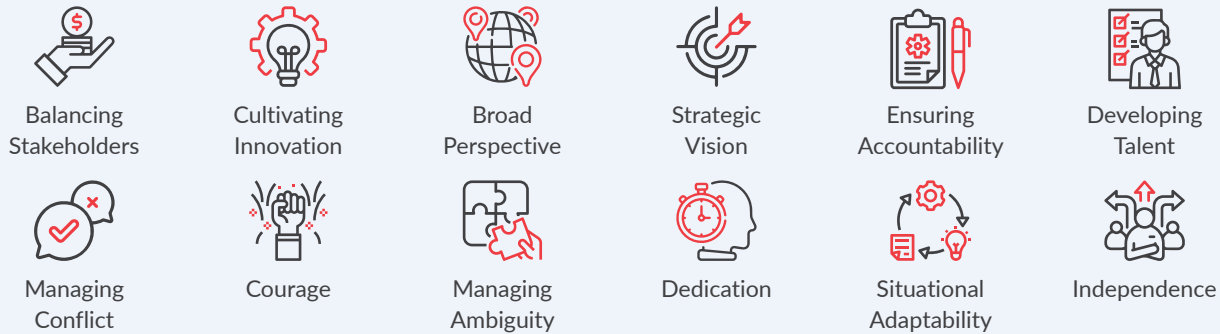 $
Balancing
Stakeholders
Cultivating
Innovation
Broad
Perspective
Strategic
Vision
Ensuring
Accountability
Developing
Talent
Managing
Conflict
Courage
Managing
Ambiguity
Dedication
Situational
Adaptability
Independence